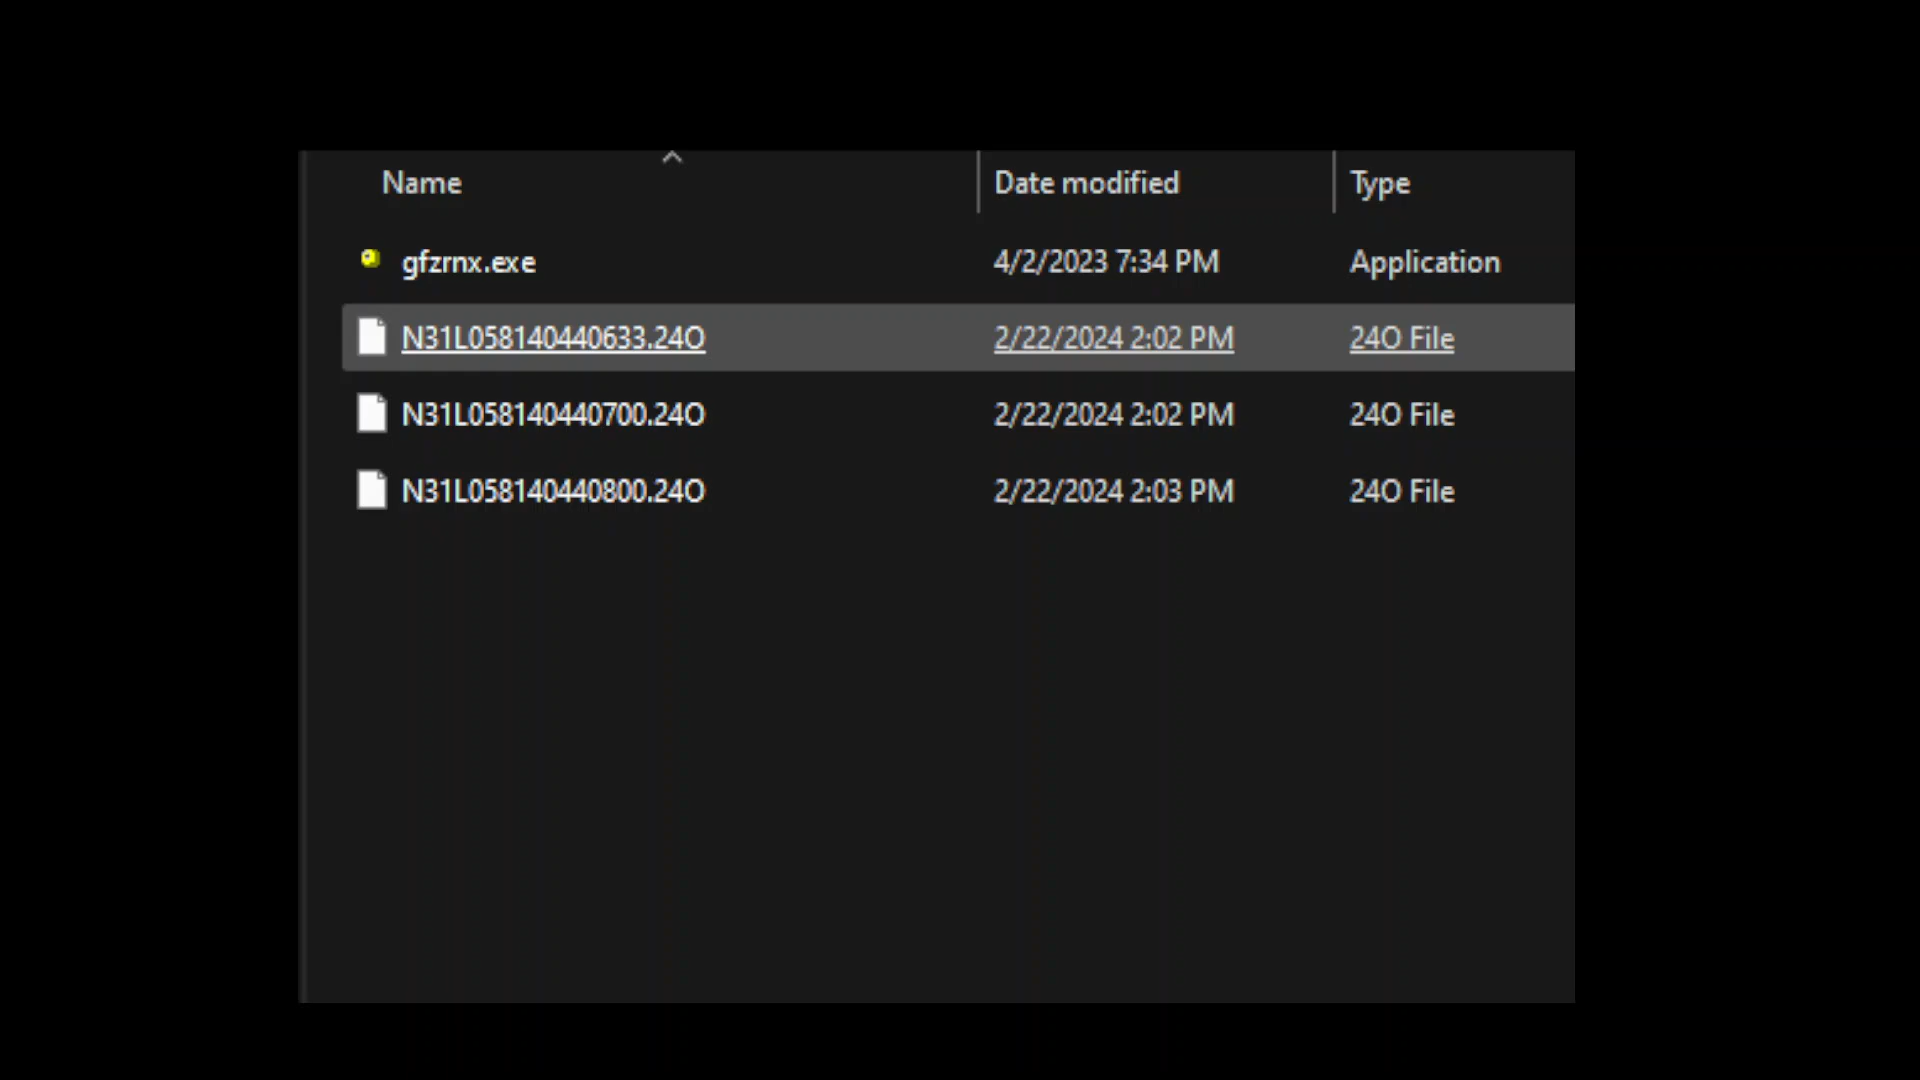 Name Date modified Type
gfzrnx.exe 4/2/2023 7:34 PM Application
N31L058140440633.24O 2/22/2024 2:02 PM 24O File
N31L058140440700.24O 2/22/2024 2:02 PM 24O File
N31L058140440800.24O 2/22/2024 2:03 PM 24O File